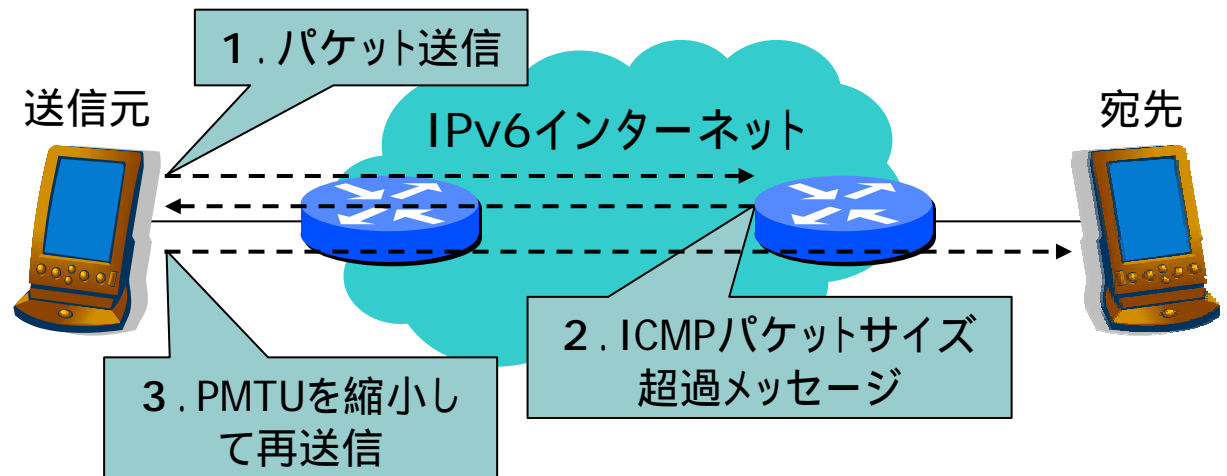 1.パケット送信
送信元
IPv6インターネット
宛先
2.ICMPパケットサイズ
超過メッセージ
3.PMTUを縮小し
て再送信